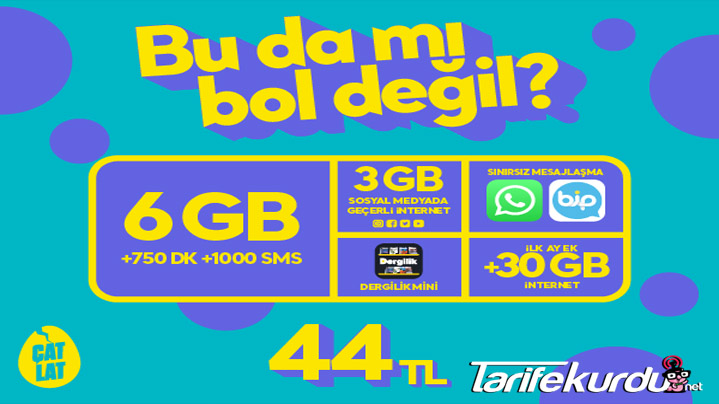 Bu da mı
bol değil?
6 GB
+750 DK +1000 SMS
3 GB
SOSYAL MEDYADA
GEÇERLİ İNTERNET
SINIRSIZ MESAJLAŞMA
bip
Dergilik
DERGİLİK MİNİ
İLK AY EK
+30 GB
İNTERNET
ÇAT
LAT
44 TL
Tarifekurdu.net